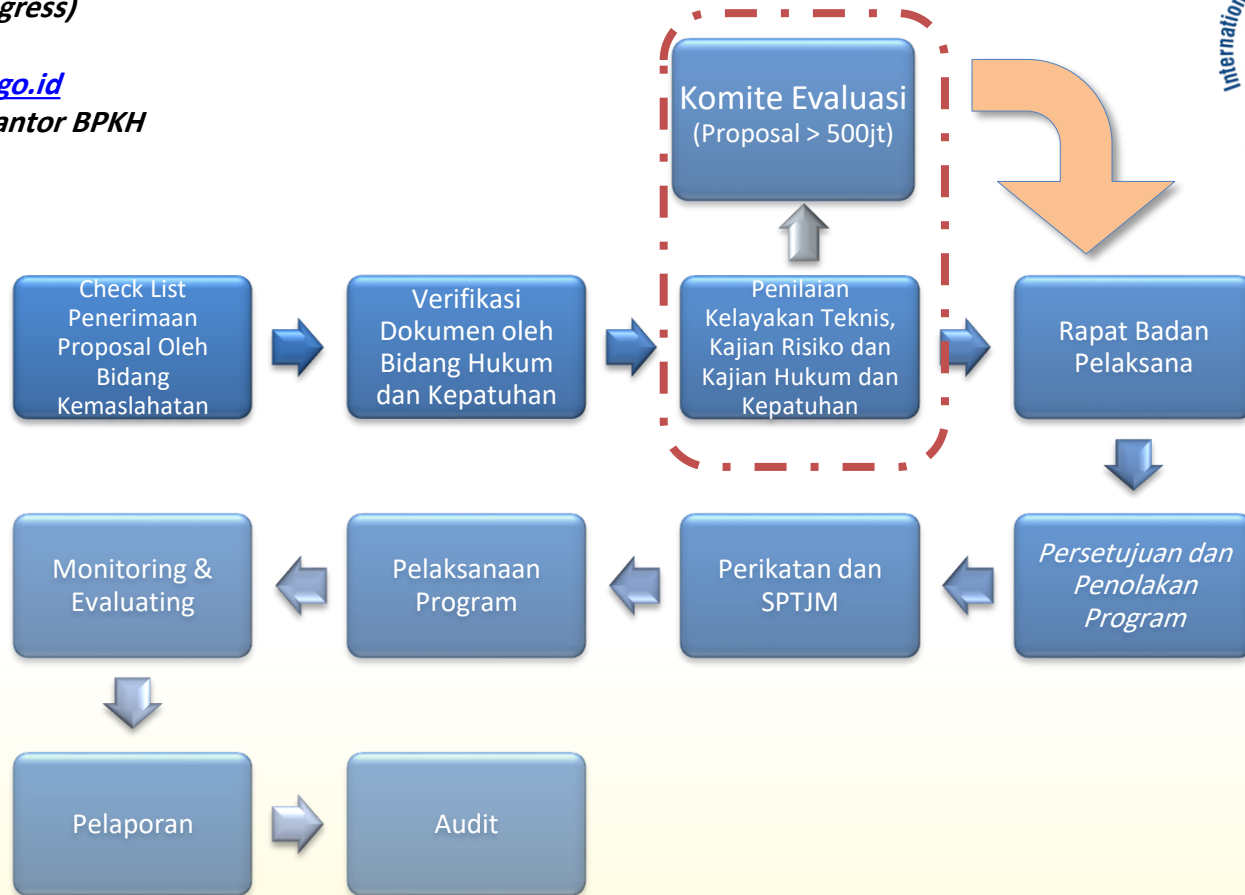 gress)
go.id
antor BPKH
Internation
Komite Evaluasi
(Proposal > 500jt)
Check List
Penerimaan
Proposal Oleh
Bidang
Kemaslahatan
Verifikasi
Dokumen oleh
Bidang Hukum
dan Kepatuhan
Penilaian
Kelayakan Teknis,
Kajian Risiko dan
Kajian Hukum dan
Kepatuhan
Rapat Badan
Pelaksana
Monitoring &
Evaluating
Pelaksanaan
Program
Perikatan dan
SPTJM
Persetujuan dan
Penolakan
Program
Pelaporan
Audit